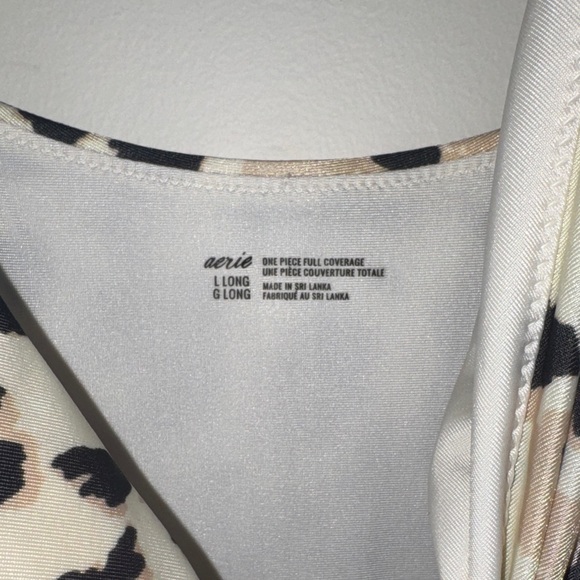 aerie ONE PIECE FULL COVERAGE
UNE PIÈCE COUVERTURE TOTALE
L LONG MADE IN SRI LANKA
G LONG FABRIQUÉ AU SRI LANKA